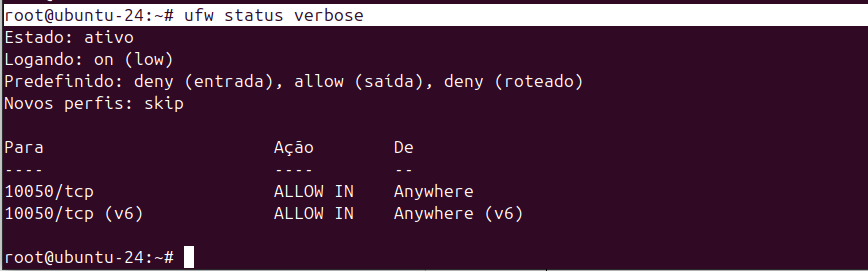 root@ubuntu-24:~# ufw status verbose
Estado: ativo
Logando: on (low)
Predefinido: deny (entrada), allow (saída), deny (roteado)
Novos perfis: skip

Para                       Ação        De
----                       ----        --
10050/tcp                  ALLOW IN    Anywhere
10050/tcp (v6)             ALLOW IN    Anywhere (v6)

root@ubuntu-24:~#